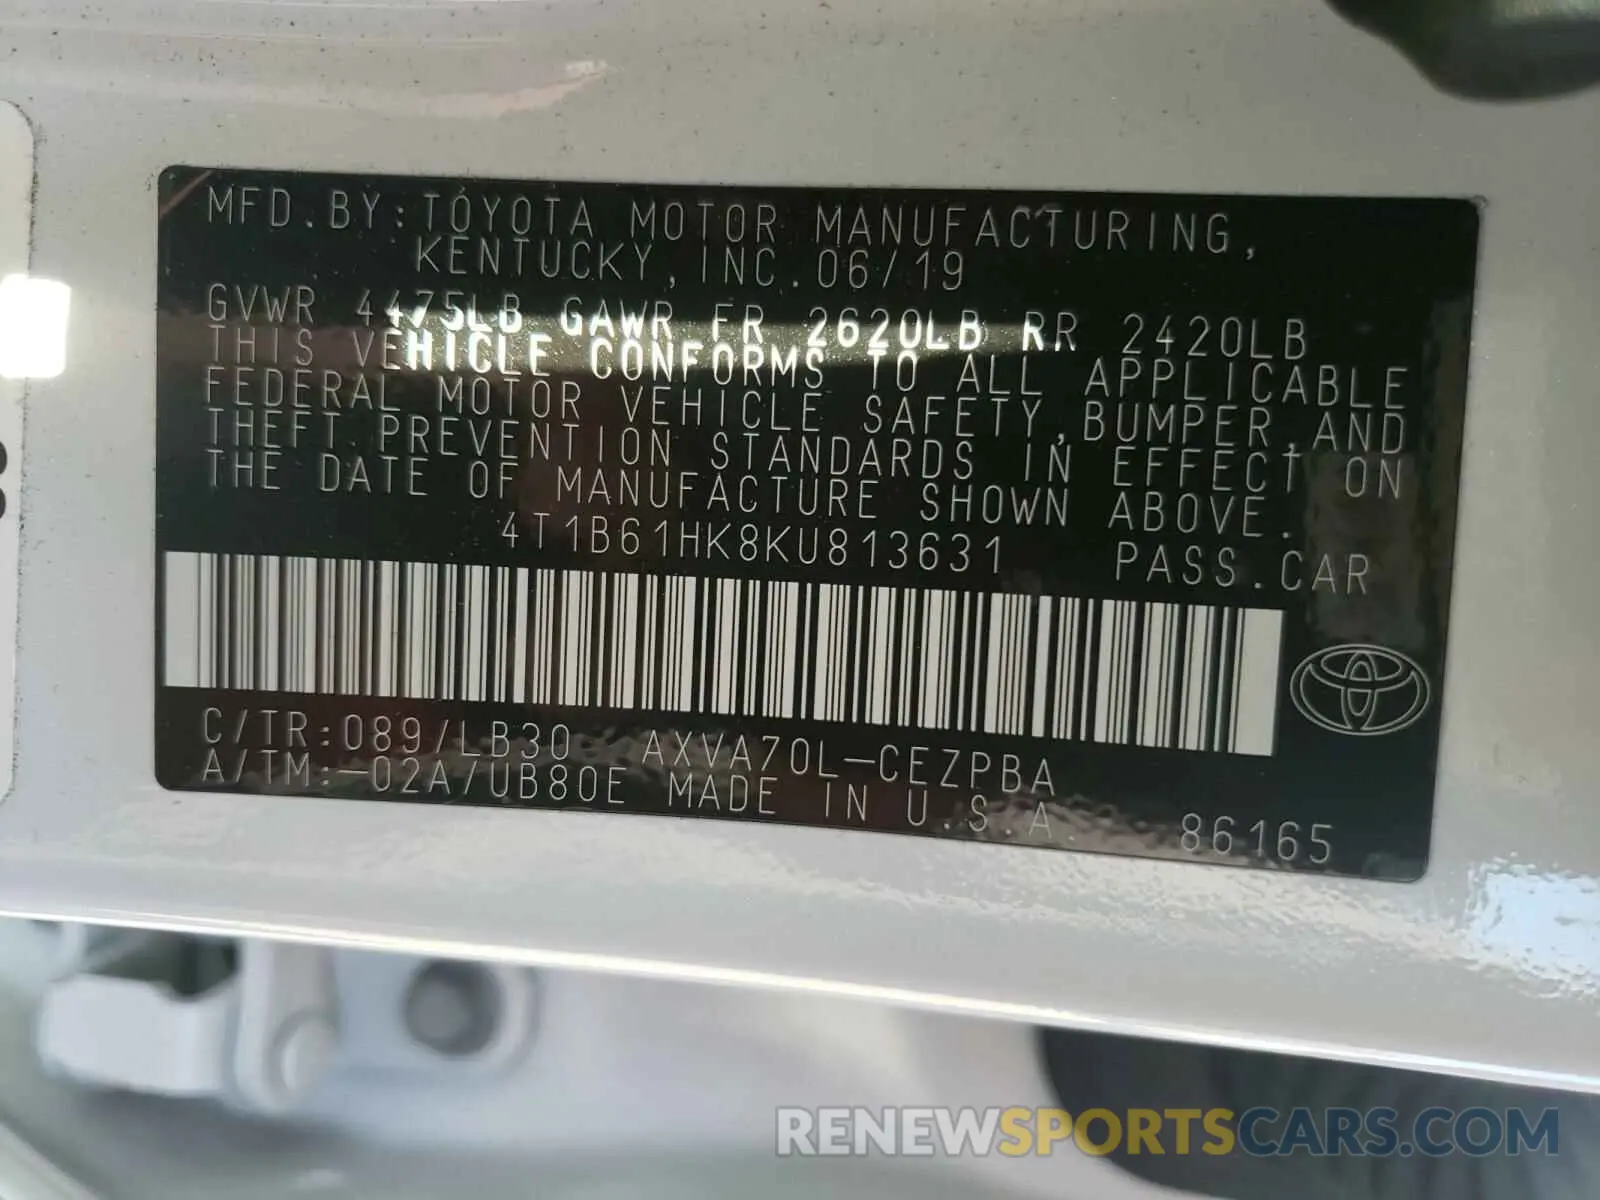 MFD.BY:TOYOTA MOTOR MANUFACTURING,
KENTUCKY,INC.06/19
GVWR 4475LB GAWR FR 2620LB RR 2420LB
THIS VEHICLE CONFORMS TO ALL APPLICABLE
FEDERAL MOTOR VEHICLE SAFETY,BUMPER,AND
THEFT PREVENTION STANDARDS IN EFFECT ON
THE DATE OF MANUFACTURE SHOWN ABOVE.
4T1B61HK8KU813631 PASS.CAR
C/TR:089/LB30 AXVA70L-CEZPBA
A/TM:-02A/UB80E MADE IN U.S.A. 86165
RENEWSPORTSCARS.COM